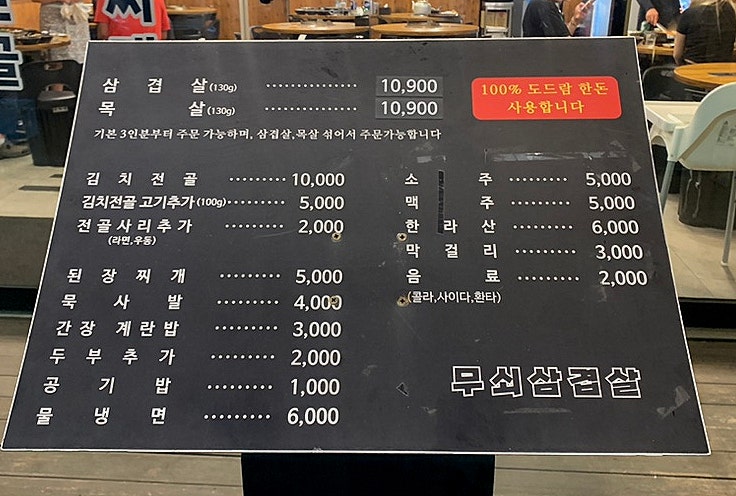 삼겹살(130g) ················ 10,900
목살(130g) ················ 10,900
100% 도드람 한돈
사용합니다
기본 3인분부터 주문 가능하며, 삼겹살,목살 섞어서 주문가능합니다
김치전골 ·········· 10,000
김치전골 고기추가(100g) ·········· 5,000
전골사리추가 ·········· 2,000
(라면,우동)
된장찌개 ·········· 5,000
묵사발 ·········· 4,000
간장 계란밥 ·········· 3,000
두부추가 ·········· 2,000
공기밥 ·········· 1,000
물냉면 ·········· 6,000
소주 ·········· 5,000
맥주 ·········· 5,000
한라산 ·········· 6,000
막걸리 ·········· 3,000
음료 ·········· 2,000
(콜라,사이다,환타)
무쇠삼겹살